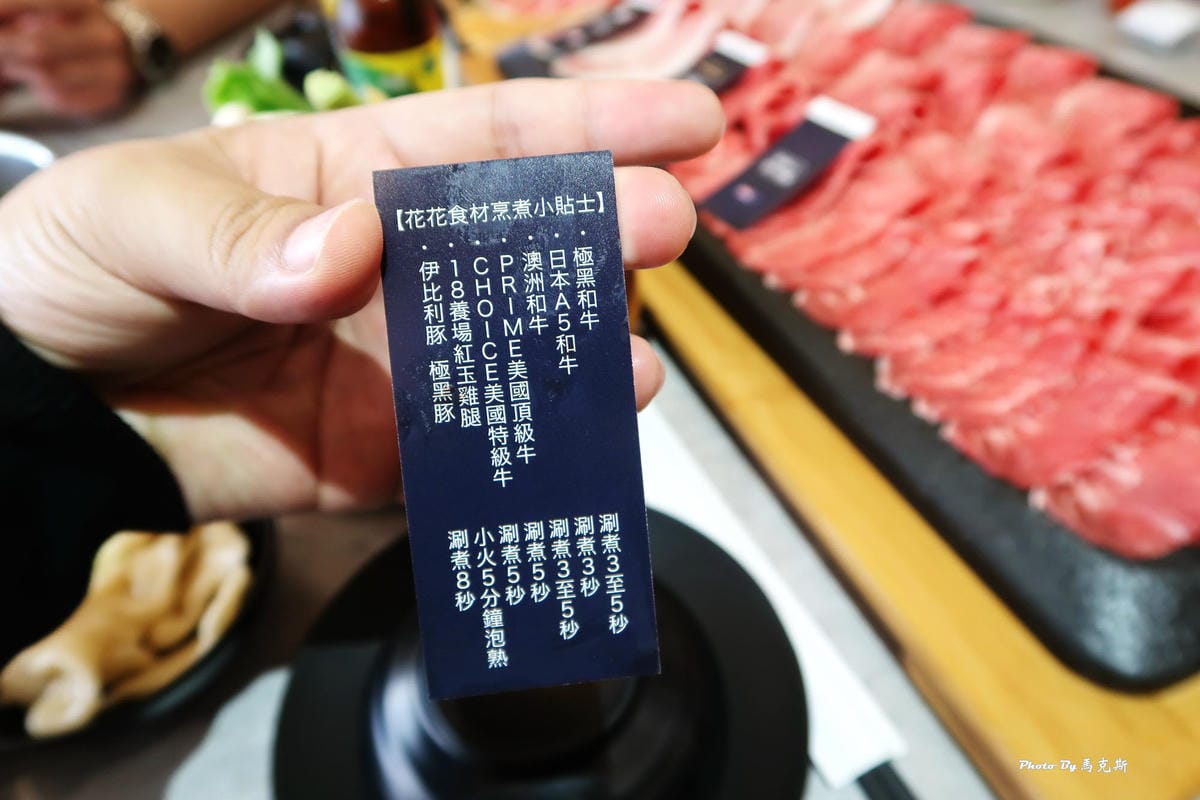 【花花食材烹煮小貼士】
·極黑和牛 涮煮3至5秒
·日本A5和牛 涮煮3秒
·澳洲和牛 涮煮3至5秒
·PRIME美國頂級牛 涮煮5秒
·CHOICE美國特級牛 涮煮5秒
·18養場紅玉雞腿 小火5分鐘泡熟
·伊比利豚 極黑豚 涮煮8秒
Photo By 馬克斯